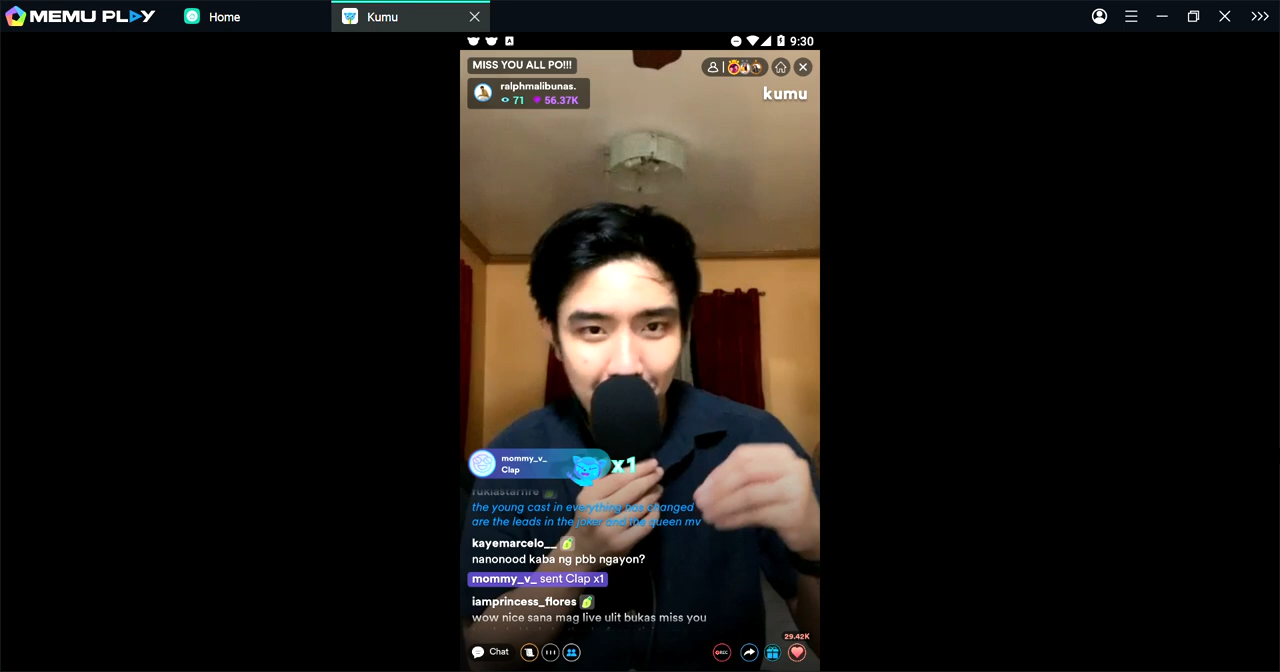 MEMU PLAY
Home
Kumu
9:30
MISS YOU ALL PO!!!
ralphmalibunas.
71 56.37K
kumu
mommy_v_
Clap
x1
rukiastarfire
the young cast in everything has changed
are the leads in the joker and the queen mv
kayemarcelo__
nanonood kaba ng pbb ngayon?
mommy_v_ sent Clap x1
iamprincess_flores
wow nice sana mag live ulit bukas miss you
29.42K
Chat
REC